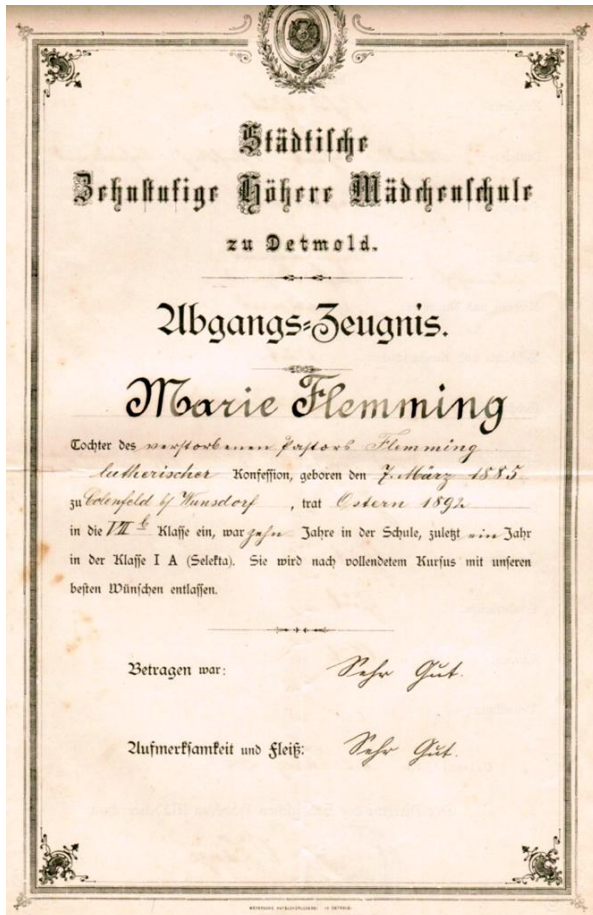 Städtische
Zehnstufige Höhere Mädchenschule
zu Detmold.
Abgangs-Zeugnis.
Marie Flemming
Tochter des verstorbenen Pastors Flemming
lutherischer Konfession, geboren den 7. März 1885
zu Colenfeld b/ Wunsdorf, trat Ostern 1892
in die VII b Klasse ein, war zehn Jahre in der Schule, zuletzt ein Jahr
in der Klasse I A (Selekta). Sie wird nach vollendetem Kursus mit unseren
besten Wünschen entlassen.
Betragen war: Sehr Gut.
Aufmerksamkeit und Fleiß: Sehr Gut.